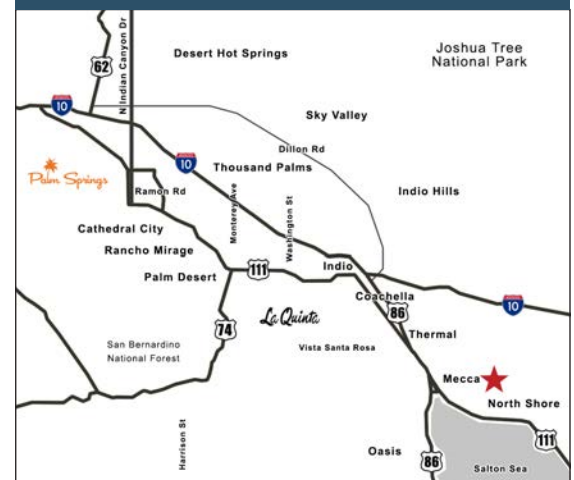 N Indian Canyon Dr
62
Desert Hot Springs
Joshua Tree
National Park
10
Sky Valley
Dillon Rd
10
Thousand Palms
Palm Springs
Ramon Rd
Indio Hills
Monterey Ave
Washington St
Cathedral City
Rancho Mirage
Indio
Palm Desert
111
Coachella
10
86
La Quinta
74
Thermal
San Bernardino
National Forest
Vista Santa Rosa
Mecca
North Shore
Harrison St
111
Oasis
86
Salton Sea